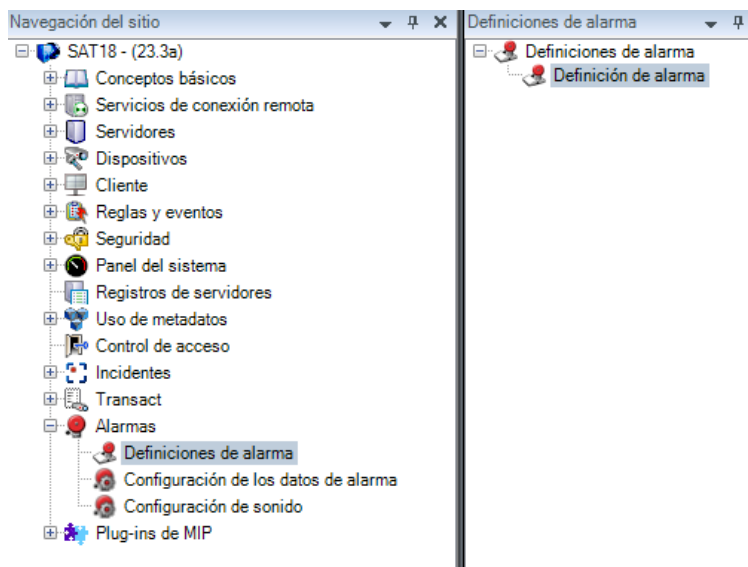 Navegación del sitio
SAT18 - (23.3a)
Conceptos básicos
Servicios de conexión remota
Servidores
Dispositivos
Cliente
Reglas y eventos
Seguridad
Panel del sistema
Registros de servidores
Uso de metadatos
Control de acceso
Incidentes
Transact
Alarmas
Definiciones de alarma
Configuración de los datos de alarma
Configuración de sonido
Plug-ins de MIP
Definiciones de alarma
Definiciones de alarma
Definición de alarma